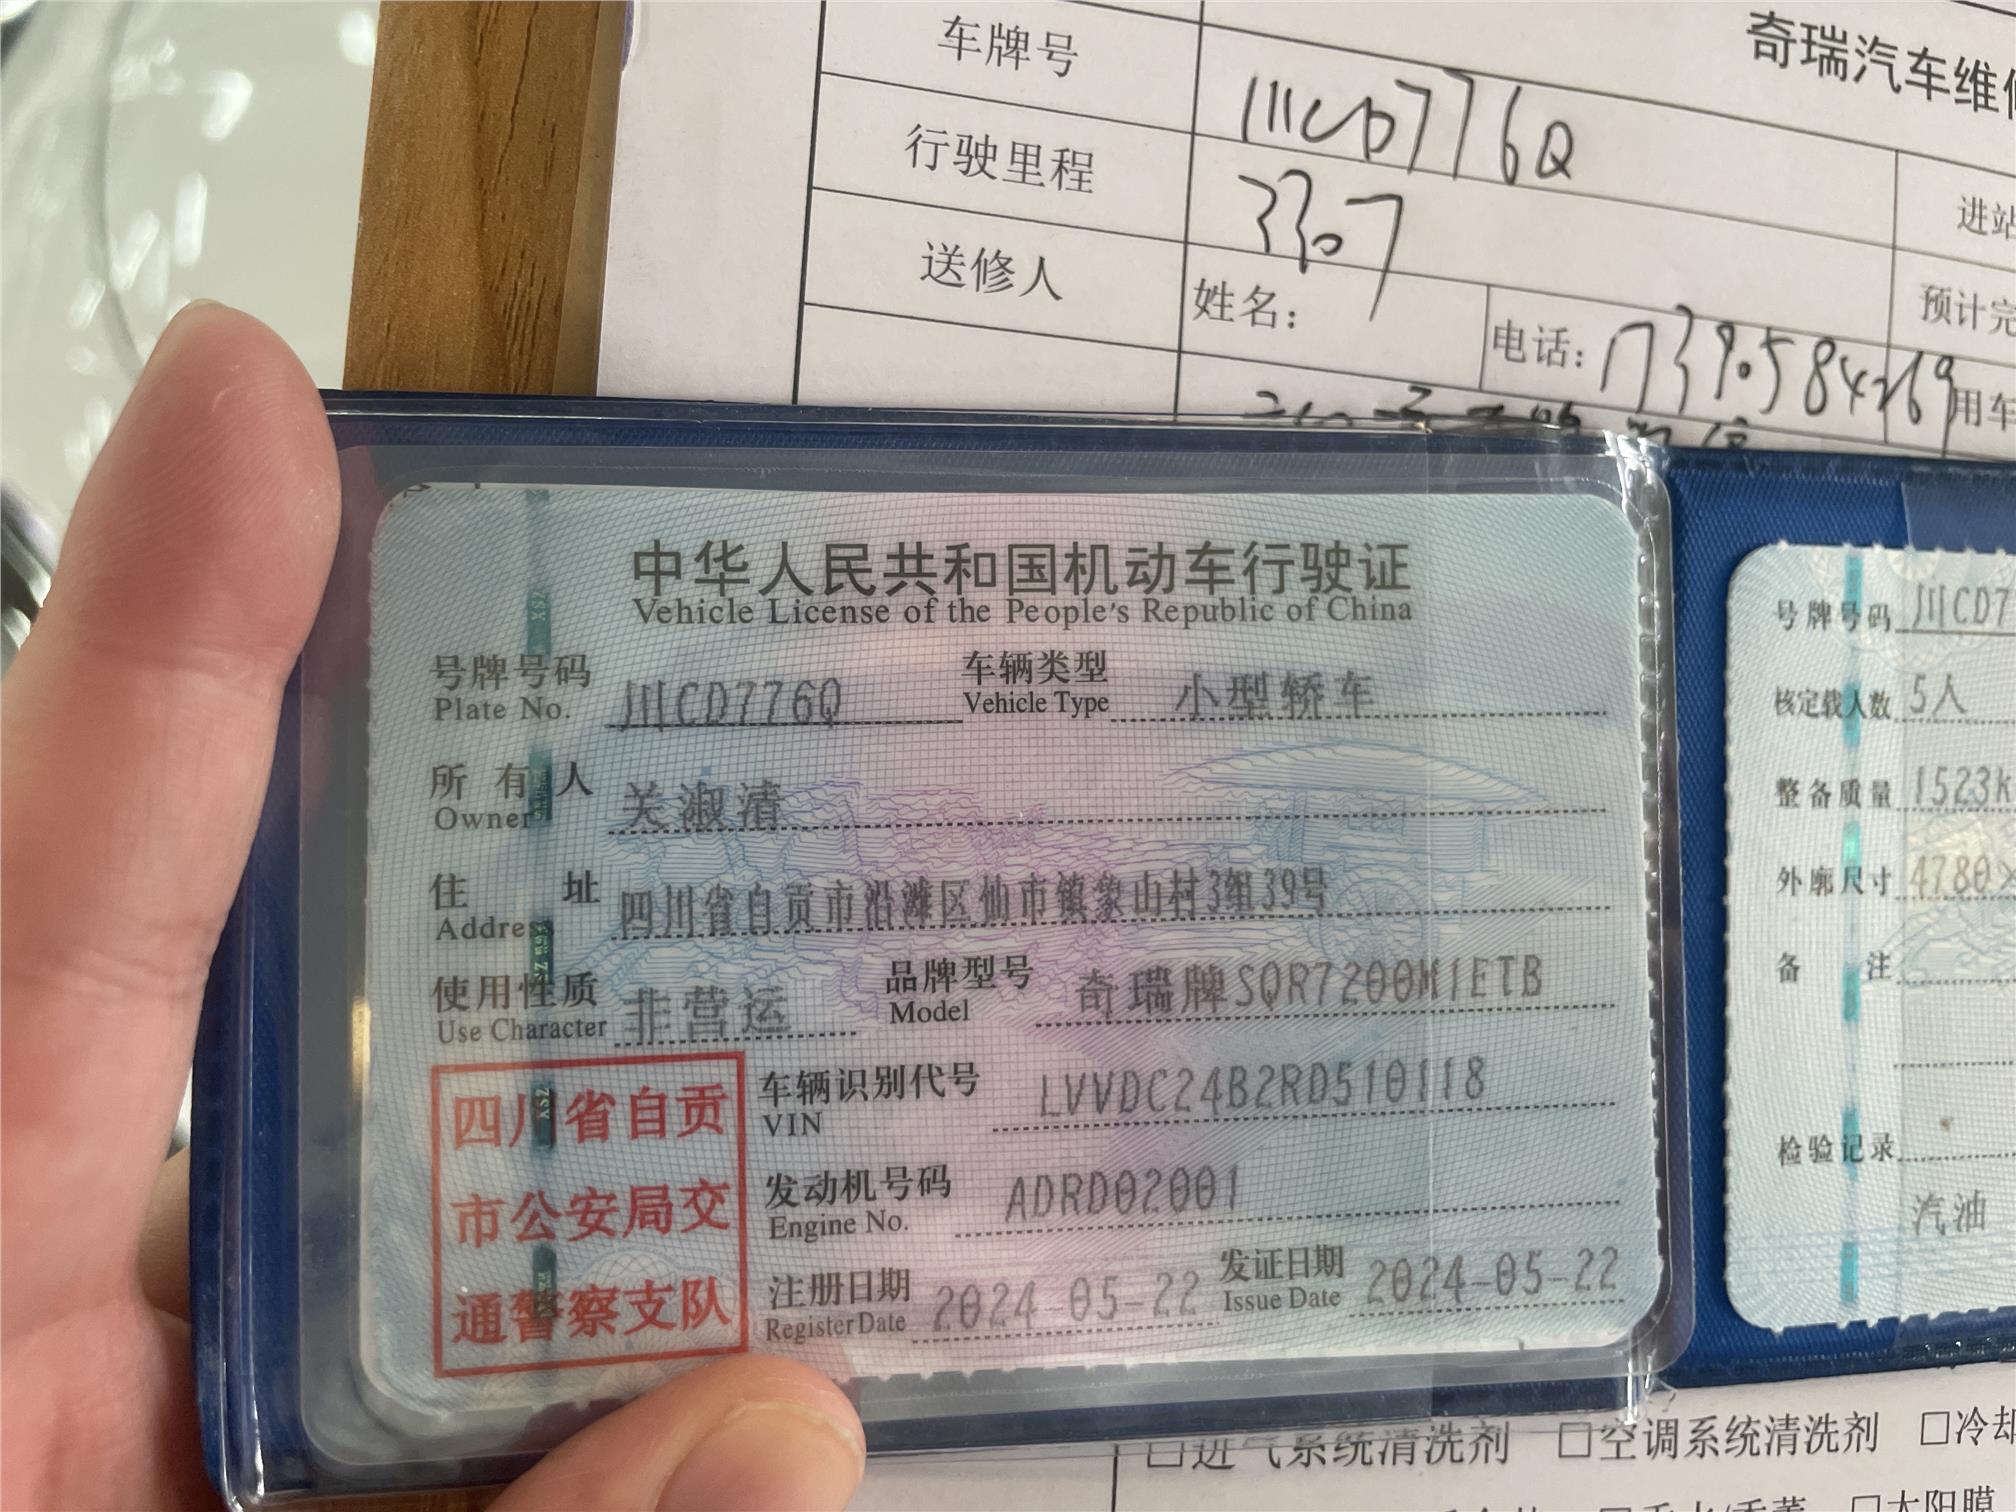 奇瑞汽车维
车牌号 川CD776Q
行驶里程 3307 进站
送修人 姓名： 电话： 预计完
用车
中华人民共和国机动车行驶证
Vehicle License of the People's Republic of China
号牌号码 川CD776Q 车辆类型 小型轿车
Plate No. Vehicle Type
所有人 关淑清
Owner
住址 四川省自贡市沿滩区仙市镇象山村3组39号
Address
使用性质 非营运 品牌型号 奇瑞牌SQR7200M1ETB
Use Character Model
车辆识别代号 LVVDC24B2RD510118
VIN
发动机号码 ADRD02001
Engine No.
注册日期 2024-05-22 发证日期 2024-05-22
Register Date Issue Date
四川省自贡
市公安局交
通警察支队
号牌号码 川CD7
核定载人数 5人
整备质量 1523K
外廓尺寸 4780×
备注
检验记录
汽油
□进气系统清洗剂 □空调系统清洗剂 □冷却
□太阳膜